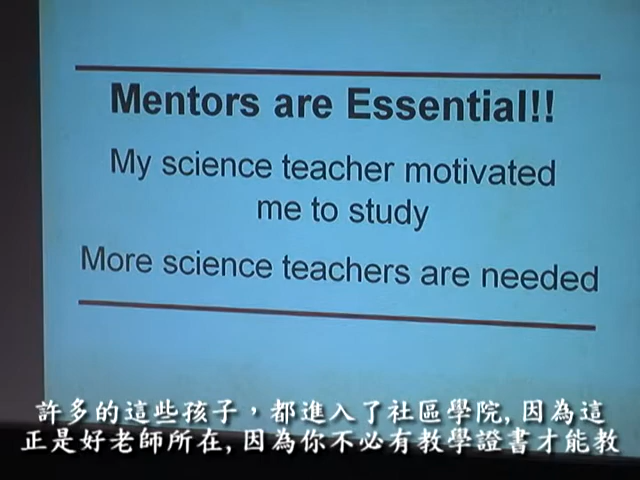 Mentors are Essential!!
My science teacher motivated
me to study
More science teachers are needed
許多的這些孩子，都進入了社區學院,因為這
正是好老師所在,因為你不必有教學證書才能教